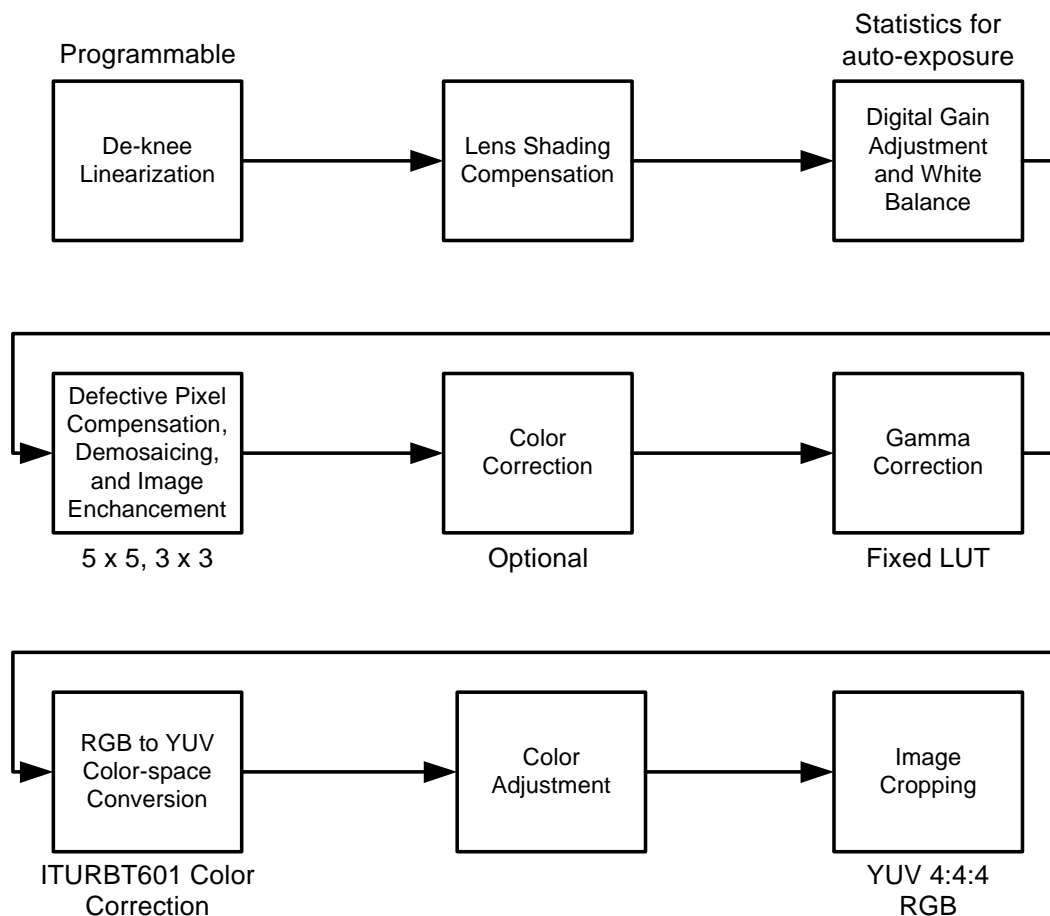 Programmable
De-knee
Linearization
Lens Shading
Compensation
Statistics for
auto-exposure
Digital Gain
Adjustment
and White
Balance
Defective Pixel
Compensation,
Demosaicing,
and Image
Enchancement
5 x 5, 3 x 3
Color
Correction
Optional
Gamma
Correction
Fixed LUT
RGB to YUV
Color-space
Conversion
ITURBT601 Color
Correction
Color
Adjustment
Image
Cropping
YUV 4:4:4
RGB